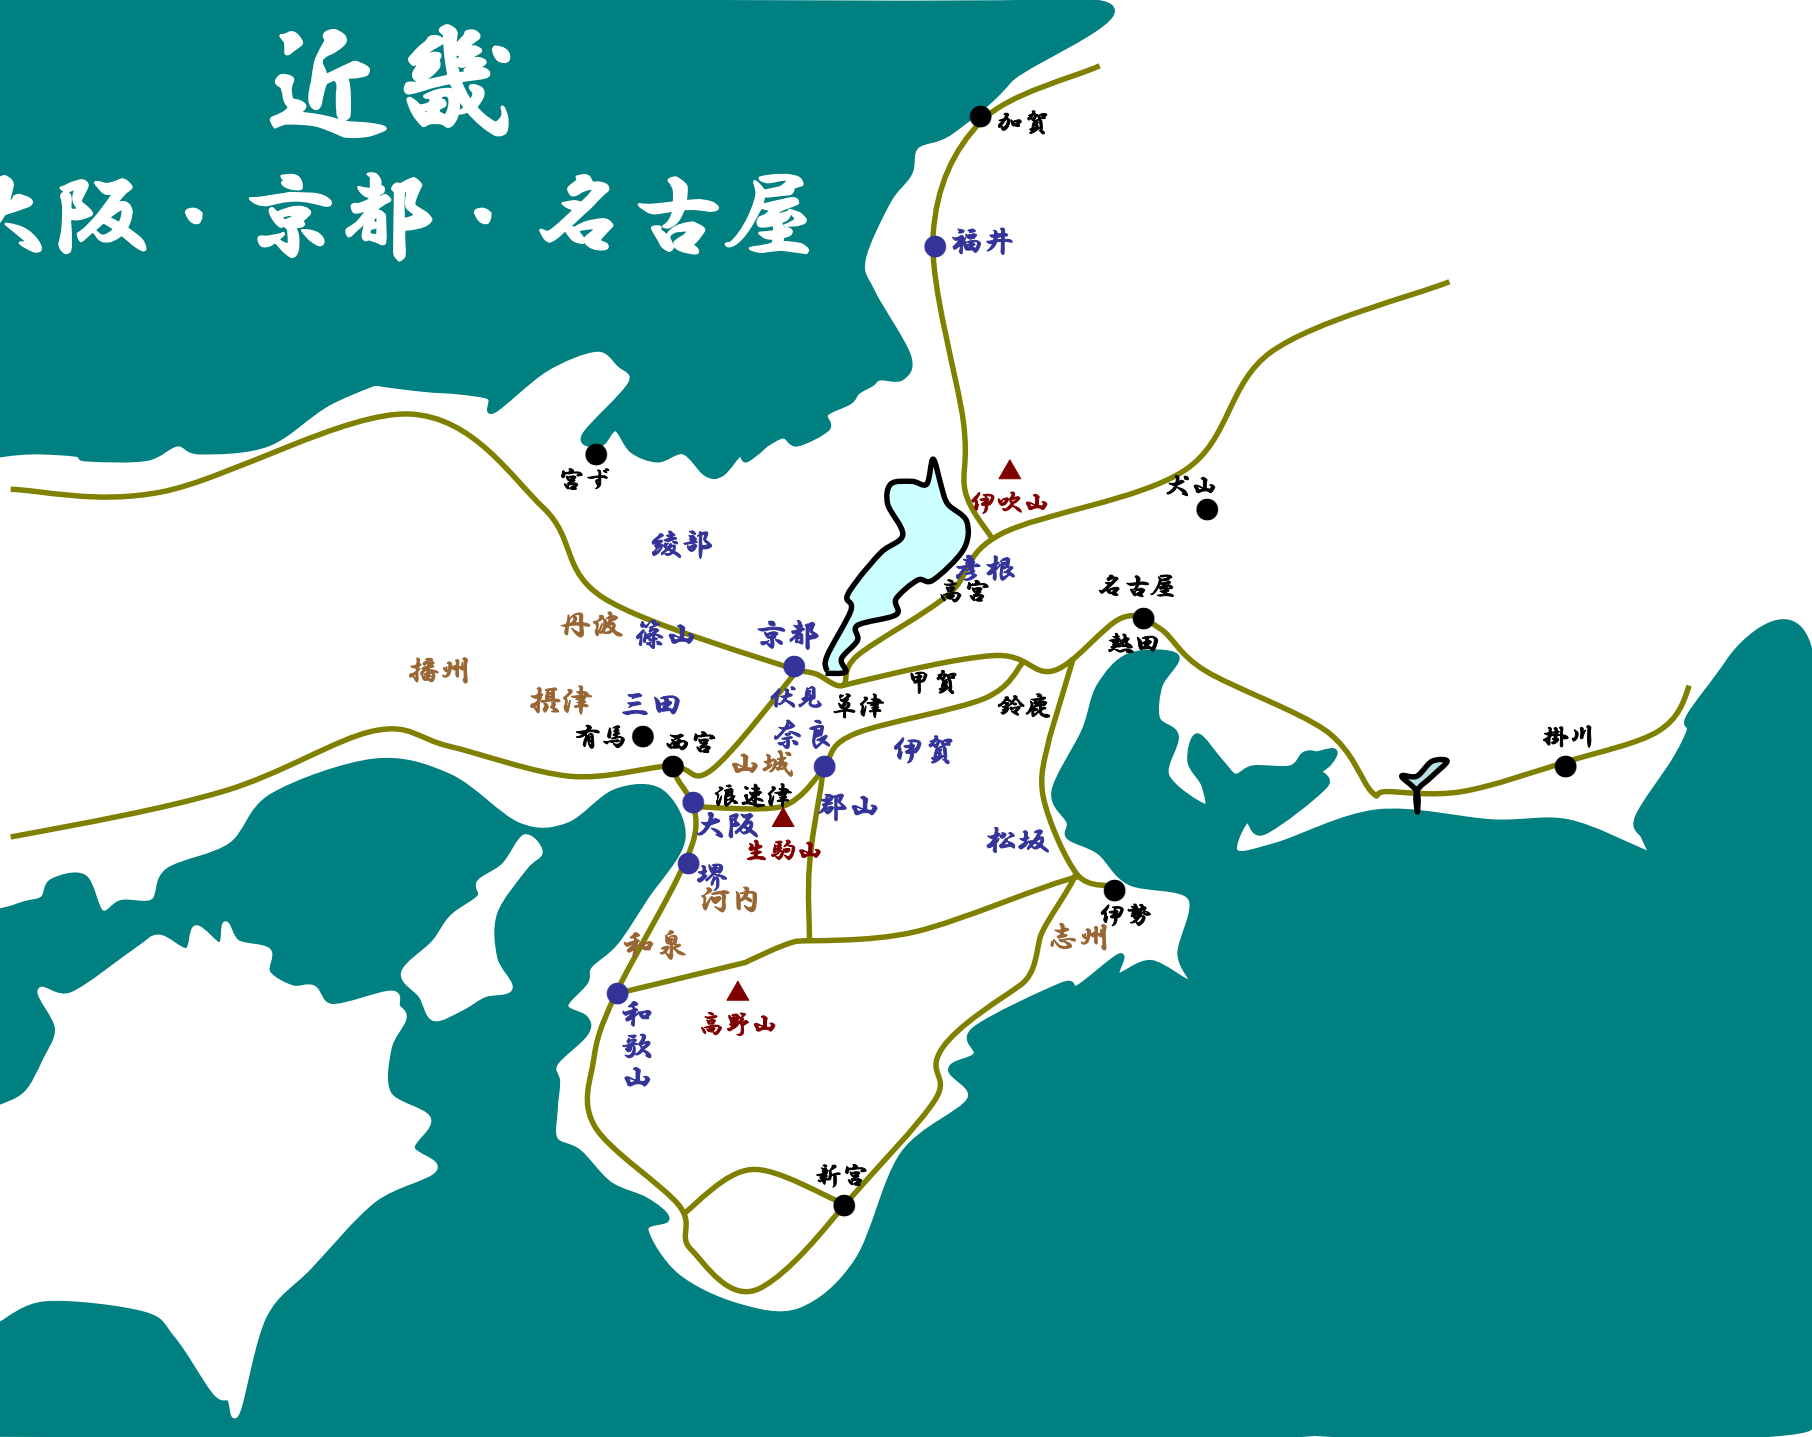 近畿
大阪・京都・名古屋
加賀
福井
宮ず
伊吹山
犬山
綾部
彦根
高宮
名古屋
丹波
篠山
京都
熱田
播州
甲賀
摂津
三田
伏見
草津
鈴鹿
有馬
西宮
奈良
伊賀
掛川
山城
浪速津
郡山
大阪
松坂
生駒山
堺
河内
伊勢
志州
和泉
和歌山
高野山
新宮